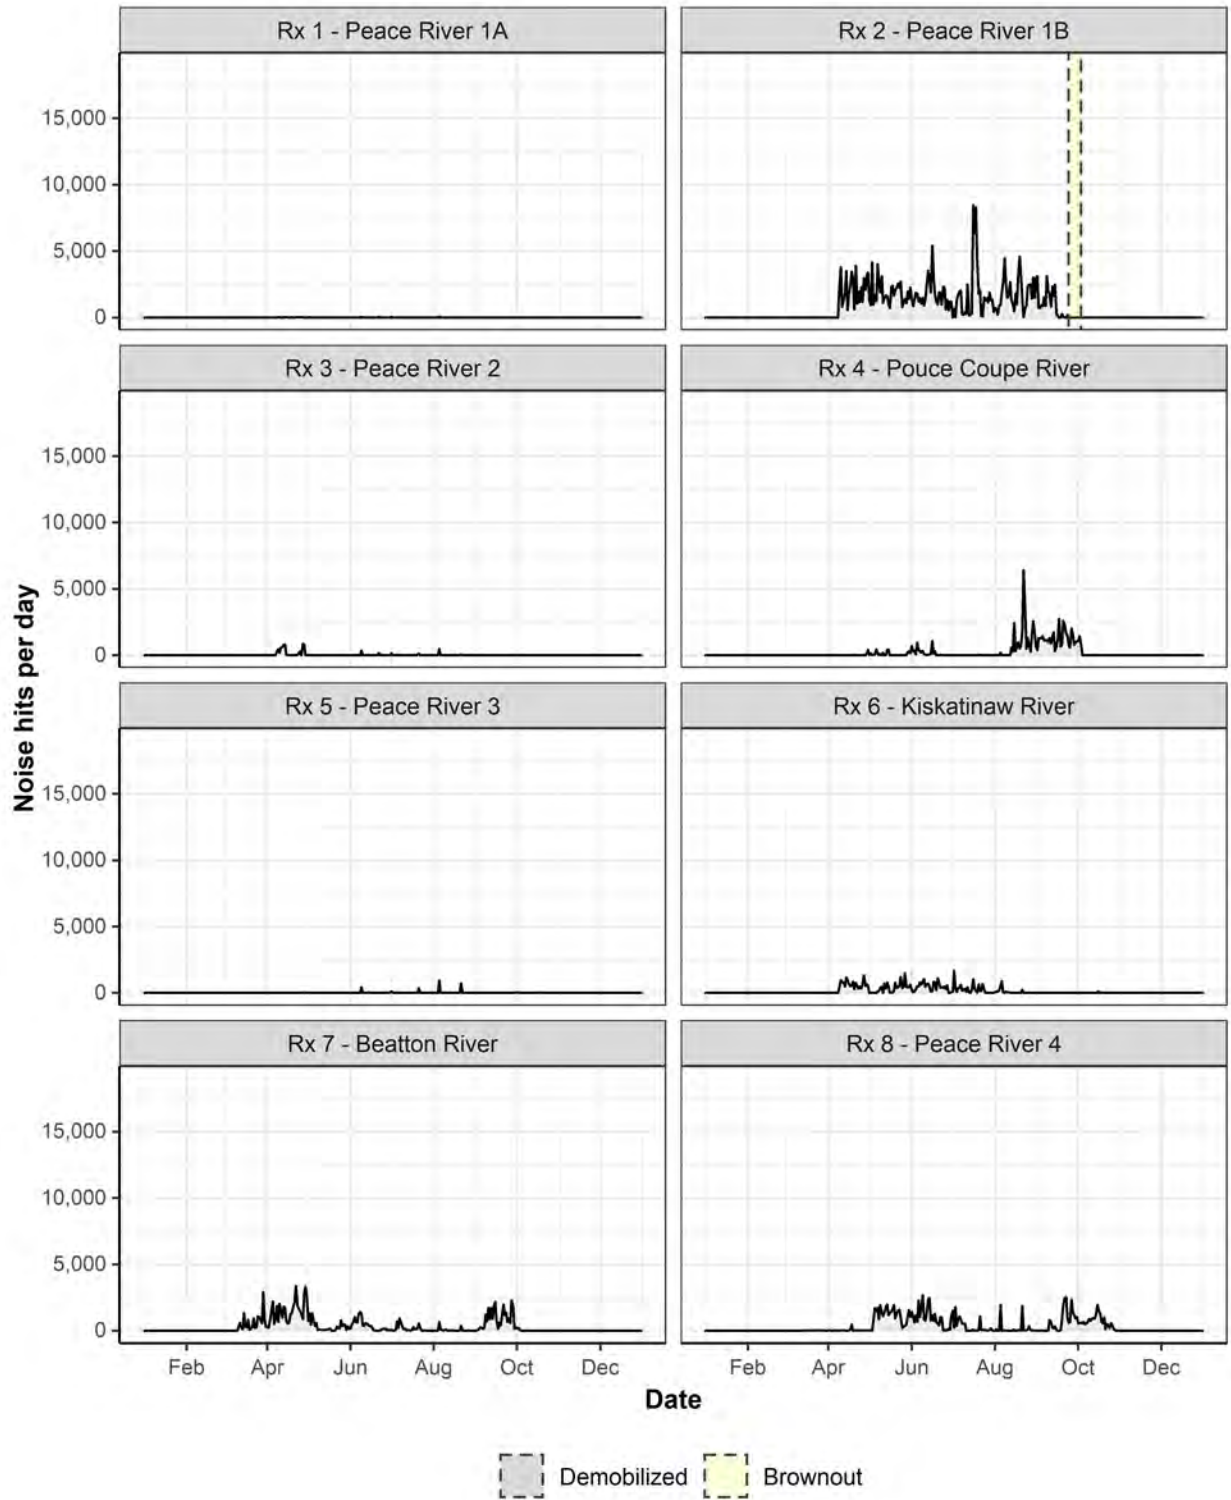 Rx 1 - Peace River 1A
Rx 2 - Peace River 1B
15,000
10,000
5,000
0
Rx 3 - Peace River 2
Rx 4 - Pouce Coupe River
15,000
10,000
5,000
0
Noise hits per day
Rx 5 - Peace River 3
Rx 6 - Kiskatinaw River
15,000
10,000
5,000
0
Rx 7 - Beatton River
Rx 8 - Peace River 4
15,000
10,000
5,000
0
Feb Apr Jun Aug Oct Dec
Feb Apr Jun Aug Oct Dec
Date
Demobilized
Brownout